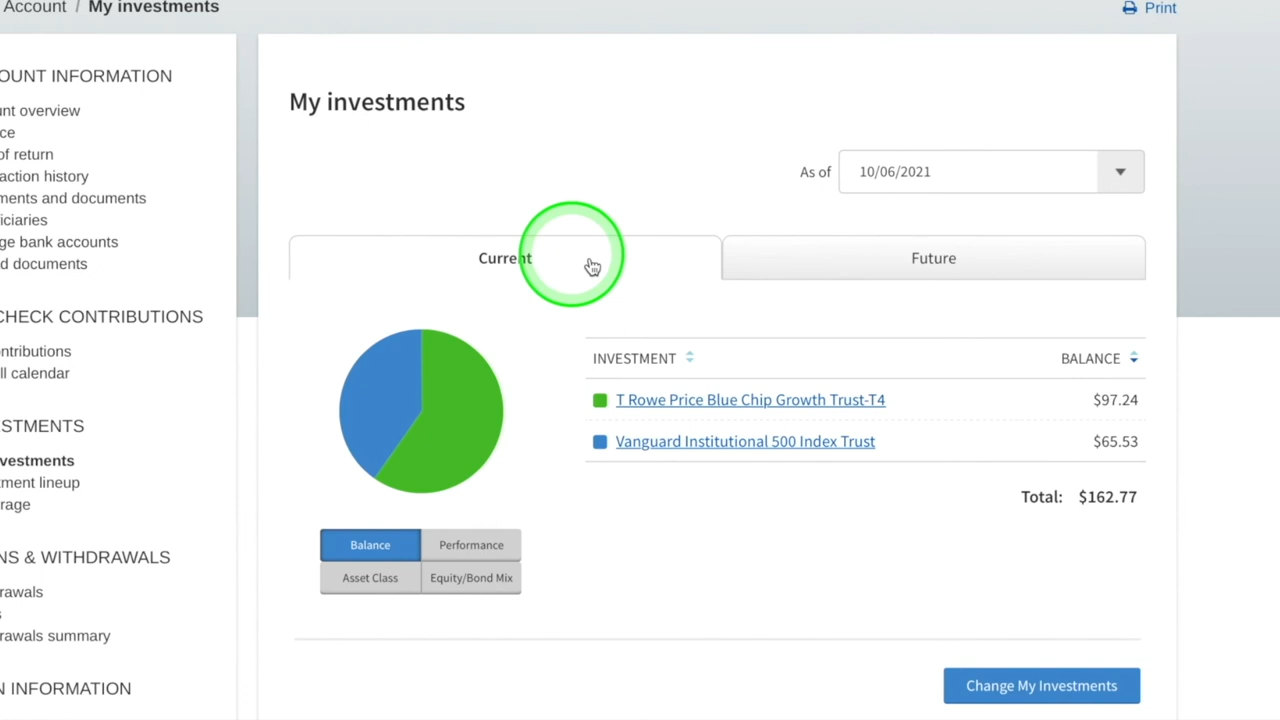 Account / My investments
Print
OUNT INFORMATION
unt overview
ce
of return
action history
ments and documents
iciaries
ge bank accounts
d documents
CHECK CONTRIBUTIONS
ntributions
ll calendar
STMENTS
nvestments
tment lineup
rage
NS & WITHDRAWALS
rawals
s
rawals summary
N INFORMATION
My investments
As of 10/06/2021
Current Future
INVESTMENT BALANCE
T Rowe Price Blue Chip Growth Trust-T4 $97.24
Vanguard Institutional 500 Index Trust $65.53
Total: $162.77
Balance Performance
Asset Class Equity/Bond Mix
Change My Investments